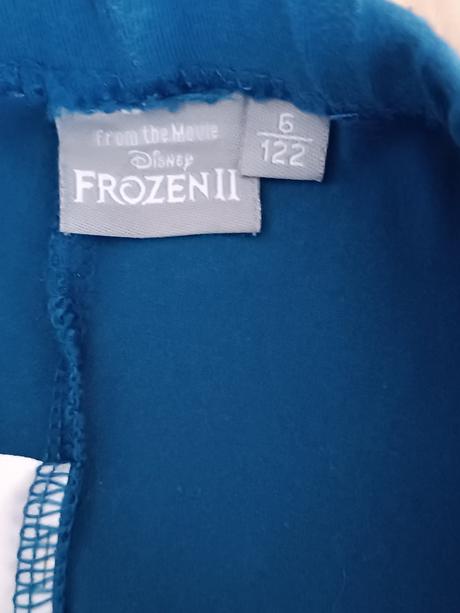 from the Movie
Disney
FROZEN II
6
122